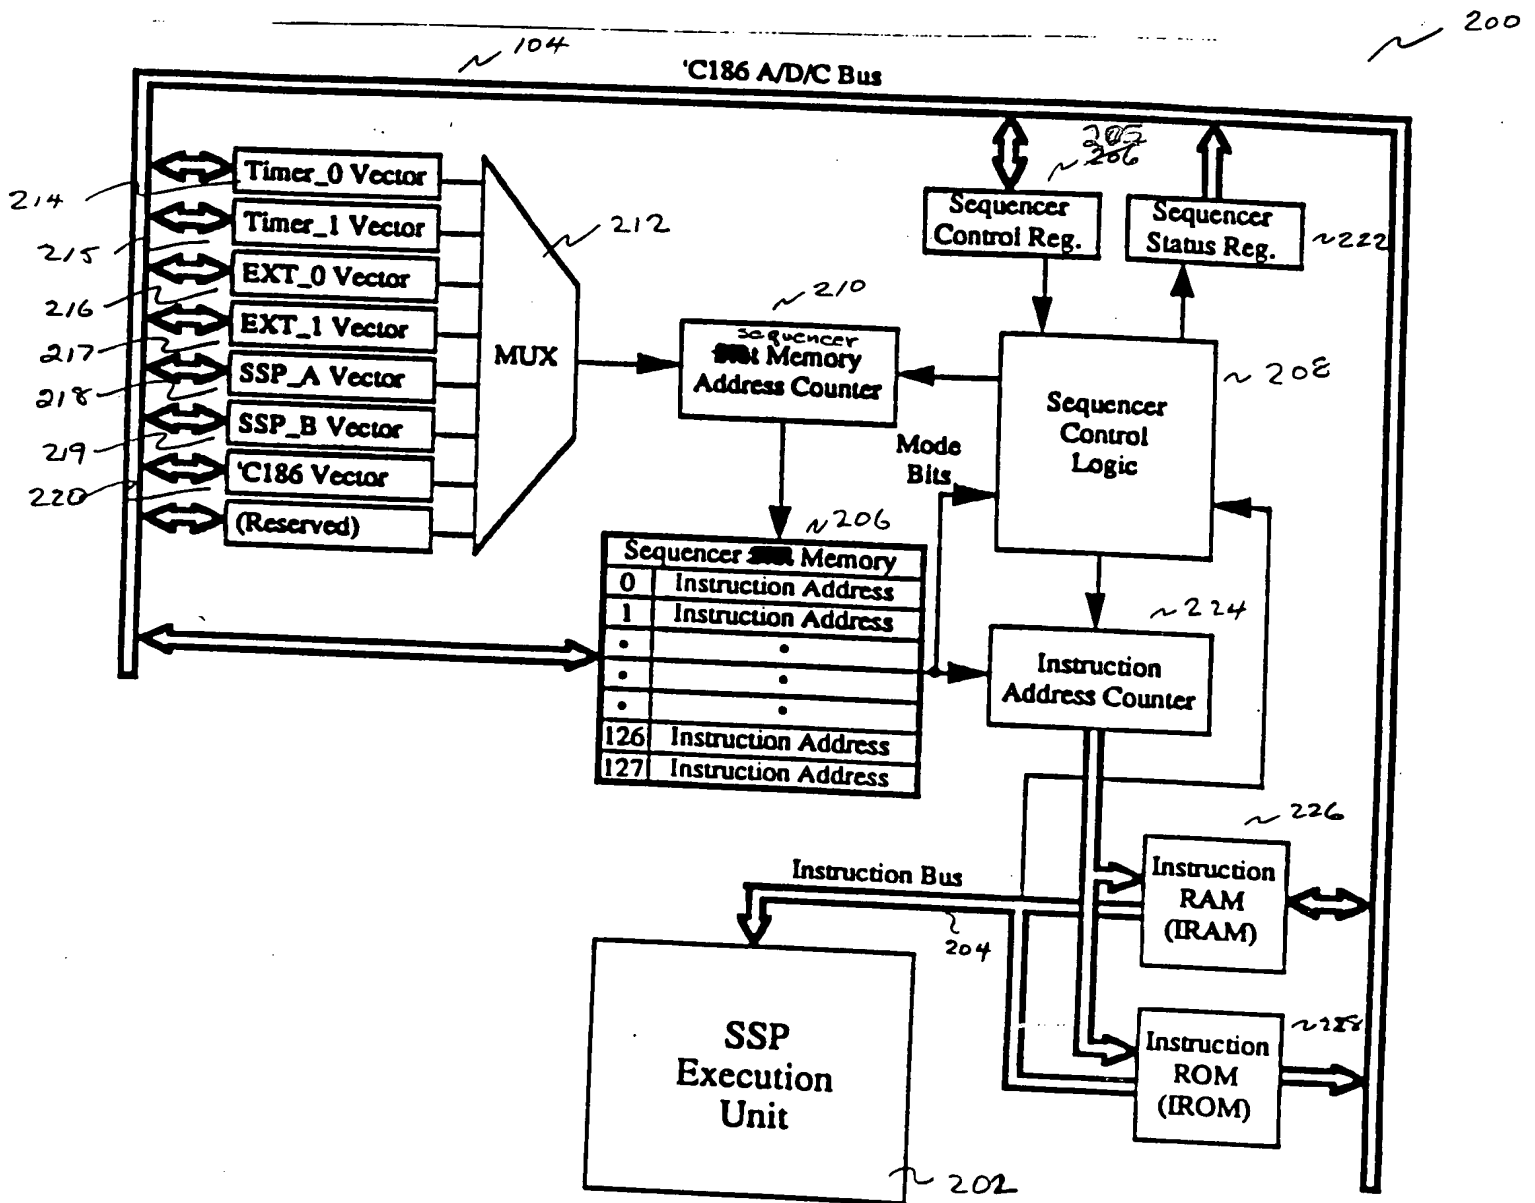 200
104
'C186 A/D/C Bus
205
206
214
Timer_0 Vector
215
Timer_1 Vector
216
EXT_0 Vector
217
EXT_1 Vector
218
SSP_A Vector
219
SSP_B Vector
220
'C186 Vector
(Reserved)
212
MUX
Sequencer
Control Reg.
Sequencer
Status Reg.
222
210
sequencer
Memory
Address Counter
208
Sequencer
Control
Logic
Mode
Bits
206
Sequencer Memory
0 Instruction Address
1 Instruction Address
126 Instruction Address
127 Instruction Address
224
Instruction
Address Counter
226
Instruction
RAM
(IRAM)
Instruction Bus
204
228
Instruction
ROM
(IROM)
SSP
Execution
Unit
202